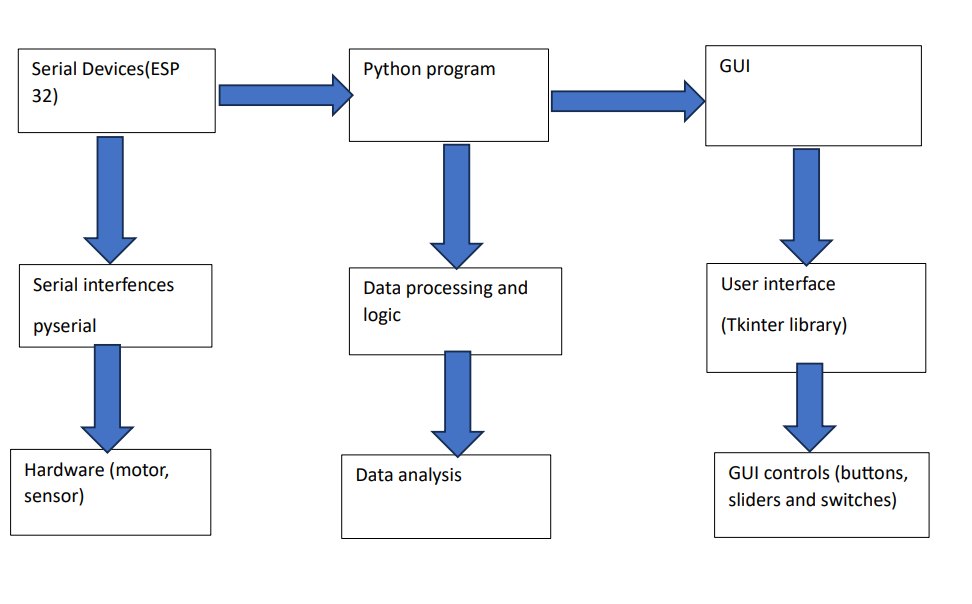 Serial Devices(ESP
32)
Python program
GUI
Serial interfences
pyserial
Data processing and
logic
User interface
(Tkinter library)
Hardware (motor,
sensor)
Data analysis
GUI controls (buttons,
sliders and switches)